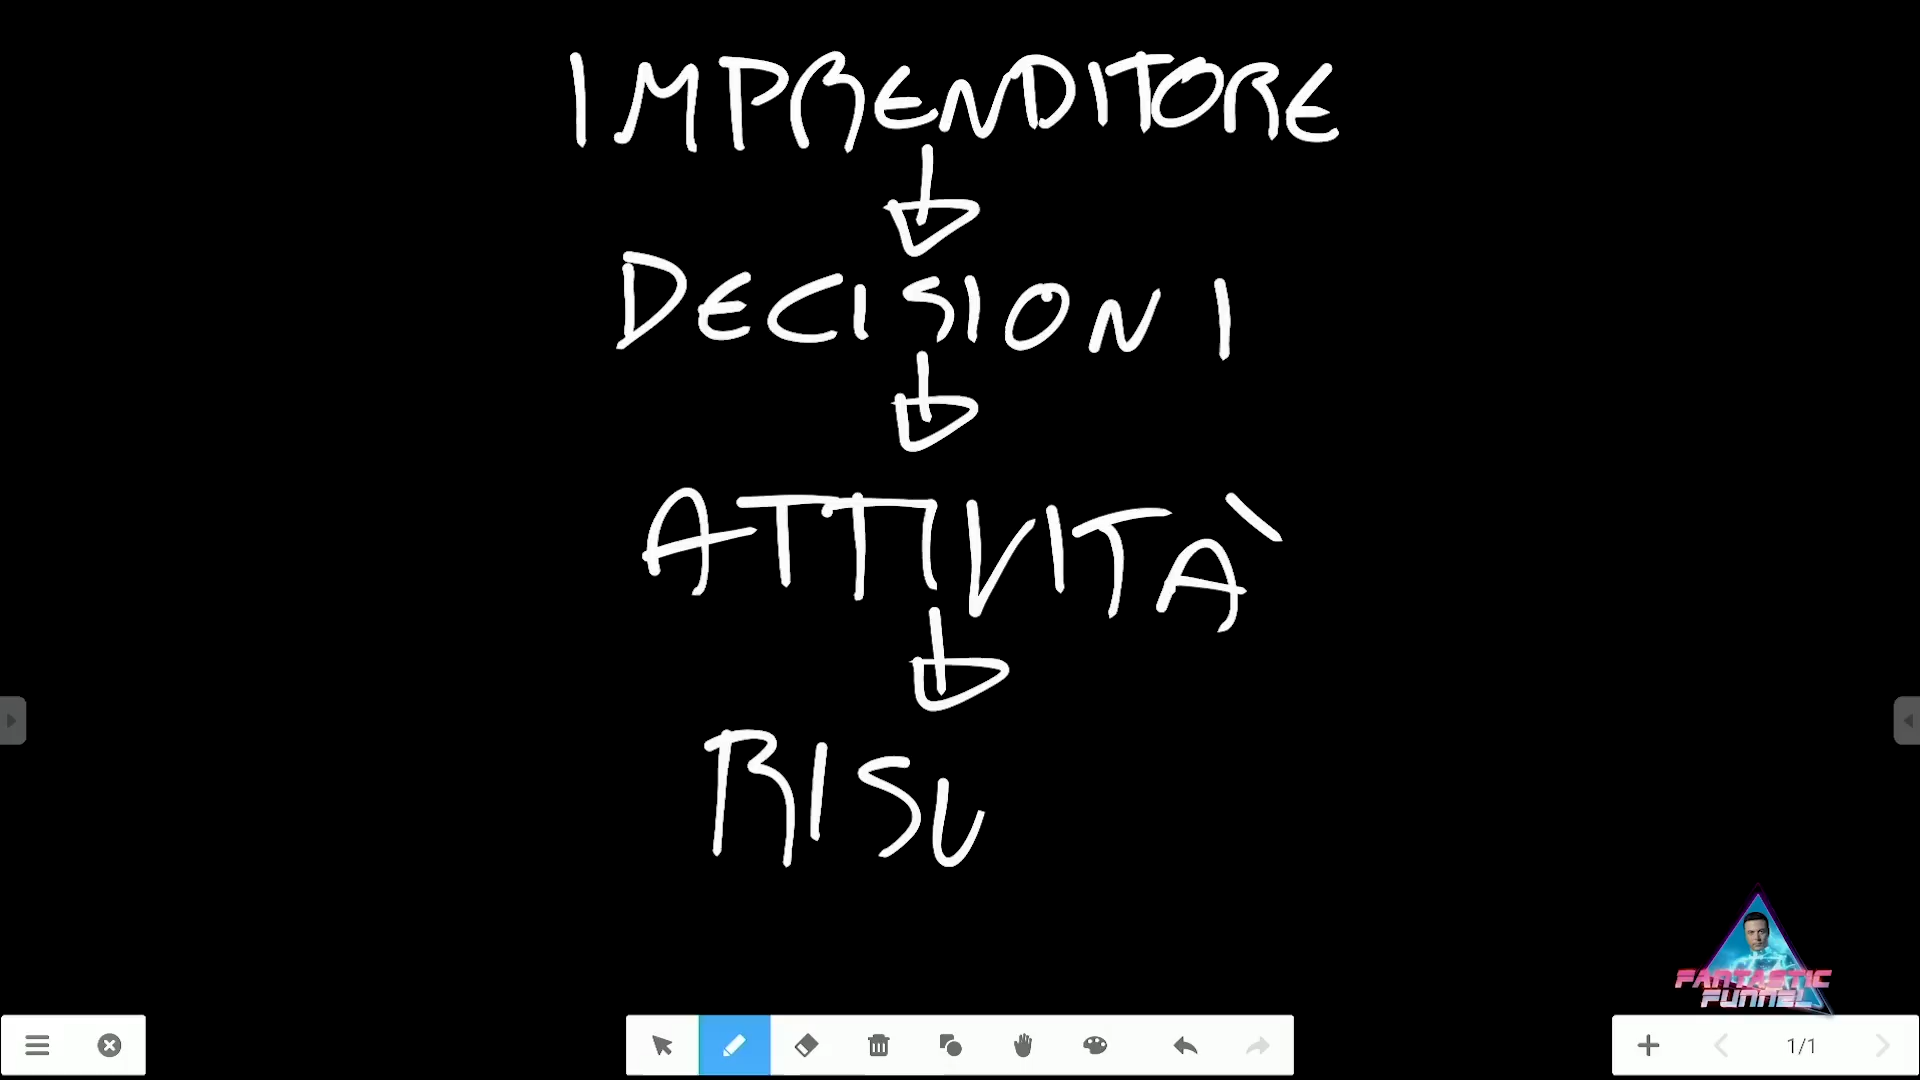 IMPRENDITORE
DECISIONI
ATTIVITÀ
RISU
FANTASTIC
FUNNEL
1/1